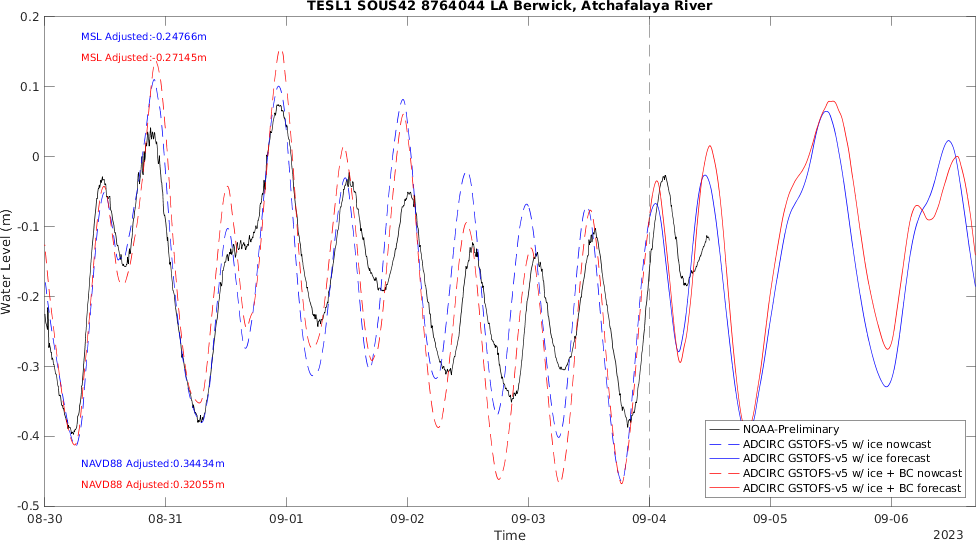 TESL1 SOUS42 8764044 LA Berwick, Atchafalaya River
MSL Adjusted:-0.24766m
MSL Adjusted:-0.27145m
0.2
0.1
0
-0.1
-0.2
-0.3
-0.4
-0.5
Water Level (m)
NAVD88 Adjusted:0.34434m
NAVD88 Adjusted:0.32055m
NOAA-Preliminary
ADCIRC GSTOFS-v5 w/ ice nowcast
ADCIRC GSTOFS-v5 w/ ice forecast
ADCIRC GSTOFS-v5 w/ ice + BC nowcast
ADCIRC GSTOFS-v5 w/ ice + BC forecast
08-30 08-31 09-01 09-02 09-03 09-04 09-05 09-06
Time
2023